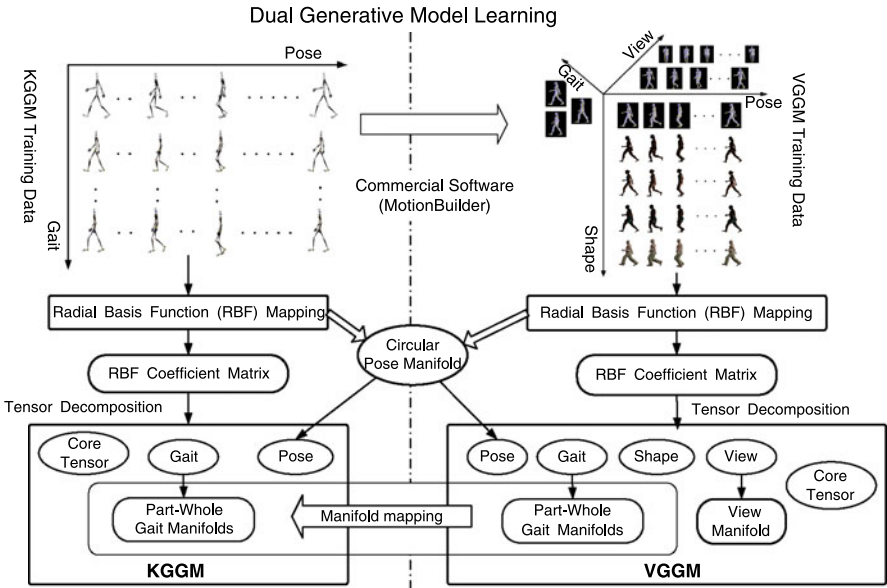 Dual Generative Model Learning
Pose
KGGM Training Data
Gait
Commercial Software
(MotionBuilder)
View
Gait
Pose
VGGM Training Data
Shape
Radial Basis Function (RBF) Mapping
Circular
Pose Manifold
Radial Basis Function (RBF) Mapping
RBF Coefficient Matrix
RBF Coefficient Matrix
Tensor Decomposition
Tensor Decomposition
Core
Tensor
Gait
Pose
Pose
Gait
Shape
View
Core
Tensor
Part-Whole
Gait Manifolds
Manifold mapping
Part-Whole
Gait Manifolds
View
Manifold
KGGM
VGGM